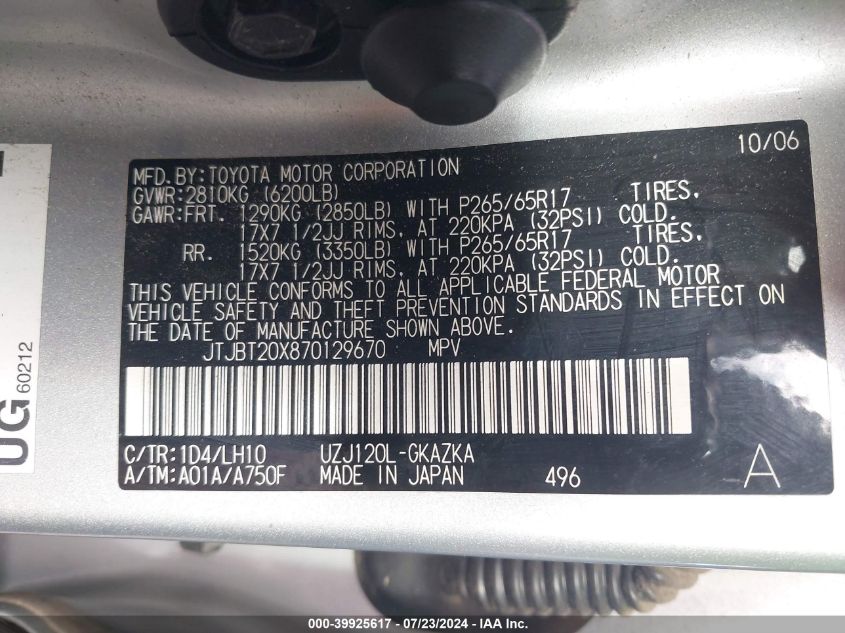 10/06
MFD.BY:TOYOTA MOTOR CORPORATION
GVWR:2810KG (6200LB)
GAWR:FRT. 1290KG (2850LB) WITH P265/65R17 TIRES,
17X7 1/2JJ RIMS, AT 220KPA (32PSI) COLD.
RR. 1520KG (3350LB) WITH P265/65R17 TIRES,
17X7 1/2JJ RIMS, AT 220KPA (32PSI) COLD.
THIS VEHICLE CONFORMS TO ALL APPLICABLE FEDERAL MOTOR
VEHICLE SAFETY AND THEFT PREVENTION STANDARDS IN EFFECT ON
THE DATE OF MANUFACTURE SHOWN ABOVE.
JTJBT20X870129670 MPV
C/TR:1D4/LH10 UZJ120L-GKAZKA
A/TM:A01A/A750F MADE IN JAPAN 496 A
UG 60212
000-39925617 - 07/23/2024 - IAA Inc.